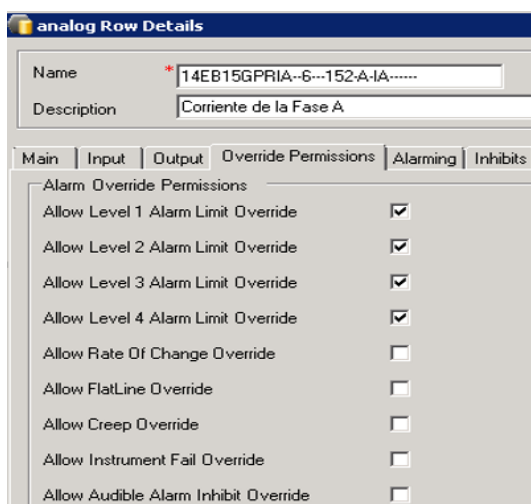 analog Row Details
Name * 14EB15GPRIA--6---152-A-IA------
Description Corriente de la Fase A
Main Input Output Override Permissions Alarming Inhibits
Alarm Override Permissions
Allow Level 1 Alarm Limit Override
Allow Level 2 Alarm Limit Override
Allow Level 3 Alarm Limit Override
Allow Level 4 Alarm Limit Override
Allow Rate Of Change Override
Allow FlatLine Override
Allow Creep Override
Allow Instrument Fail Override
Allow Audible Alarm Inhibit Override